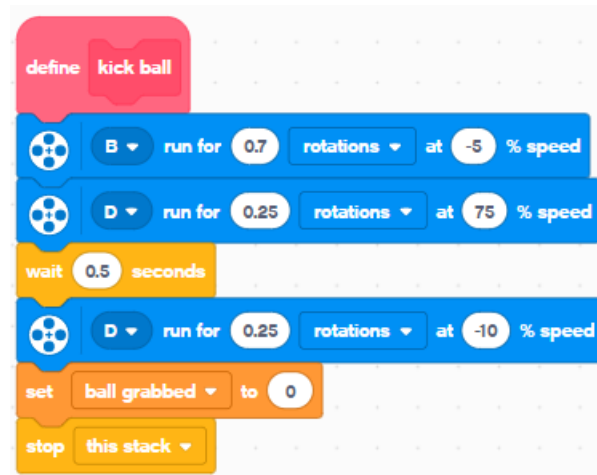 define kick ball
B run for 0.7 rotations at -5 % speed
D run for 0.25 rotations at 75 % speed
wait 0.5 seconds
D run for 0.25 rotations at -10 % speed
set ball grabbed to 0
stop this stack